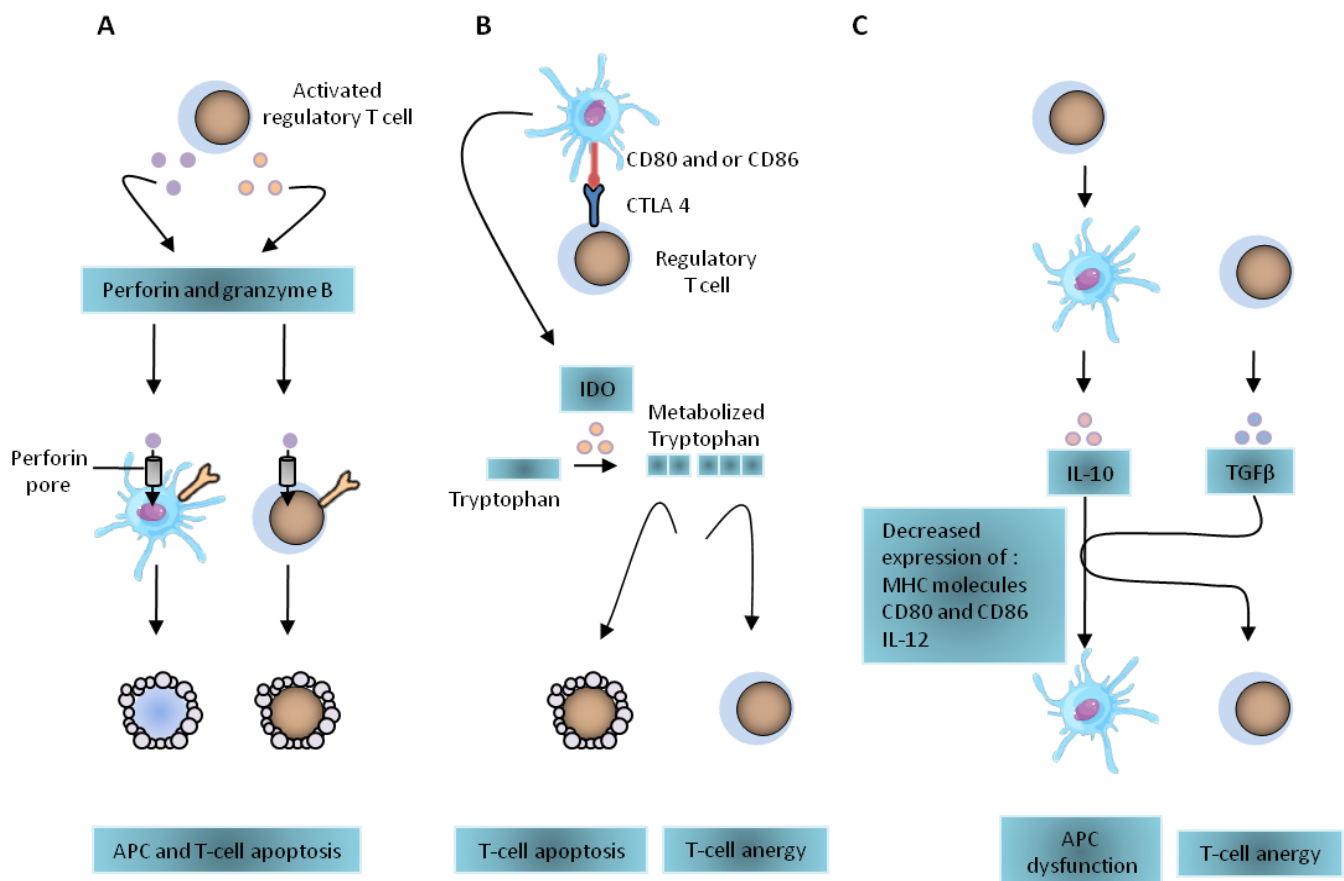 A
Activated
regulatory T cell
Perforin and granzyme B
Perforin
pore
APC and T-cell apoptosis
B
CD80 and or CD86
CTLA 4
Regulatory
T cell
IDO
Metabolized
Tryptophan
Tryptophan
T-cell apoptosis
T-cell anergy
C
IL-10
TGFβ
Decreased
expression of :
MHC molecules
CD80 and CD86
IL-12
APC
dysfunction
T-cell anergy